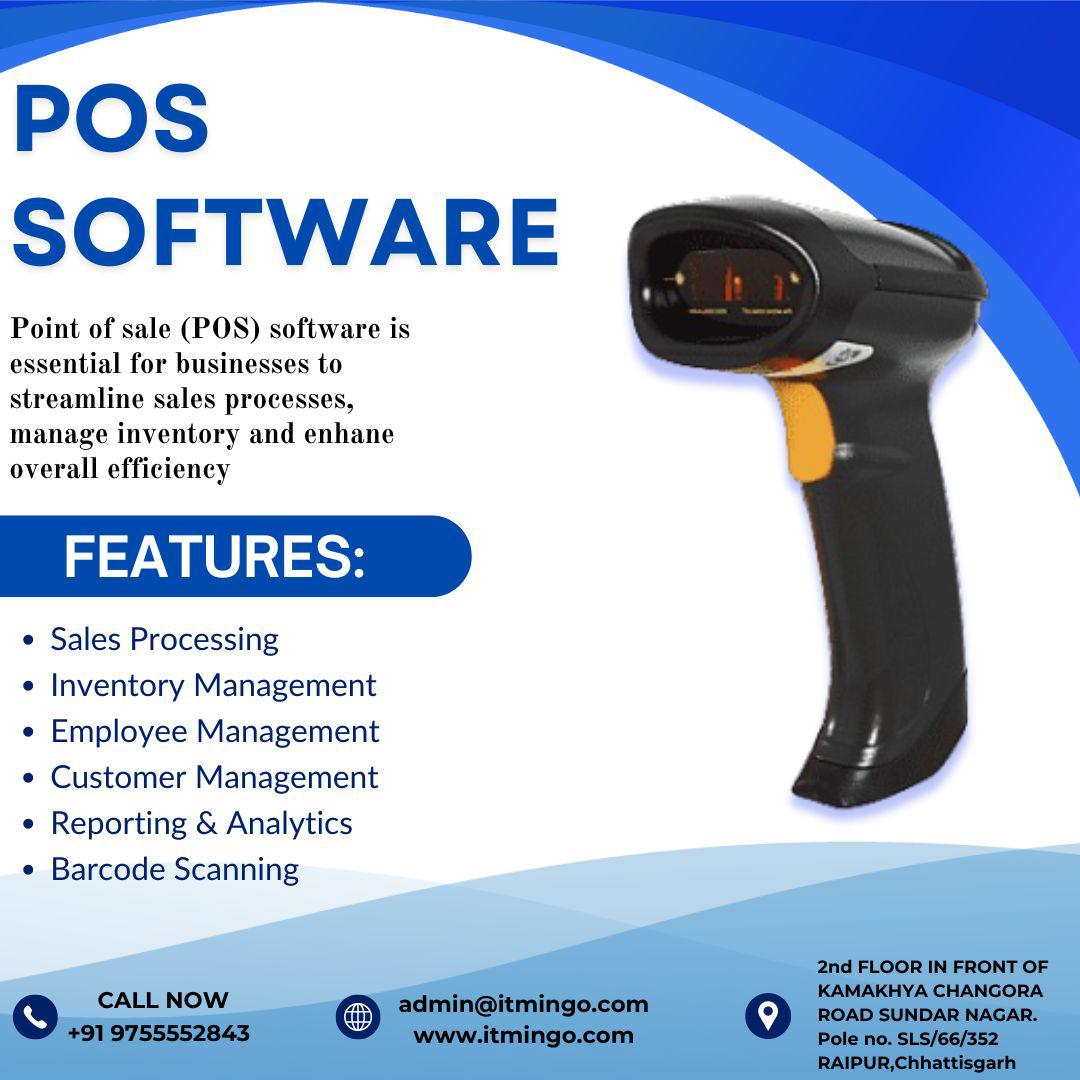 POS
SOFTWARE
Point of sale (POS) software is
essential for businesses to
streamline sales processes,
manage inventory and enhane
overall efficiency
FEATURES:
• Sales Processing
• Inventory Management
• Employee Management
• Customer Management
• Reporting & Analytics
• Barcode Scanning
CALL NOW
+91 9755552843
admin@itmingo.com
www.itmingo.com
2nd FLOOR IN FRONT OF
KAMAKHYA CHANGORA
ROAD SUNDAR NAGAR.
Pole no. SLS/66/352
RAIPUR,Chhattisgarh